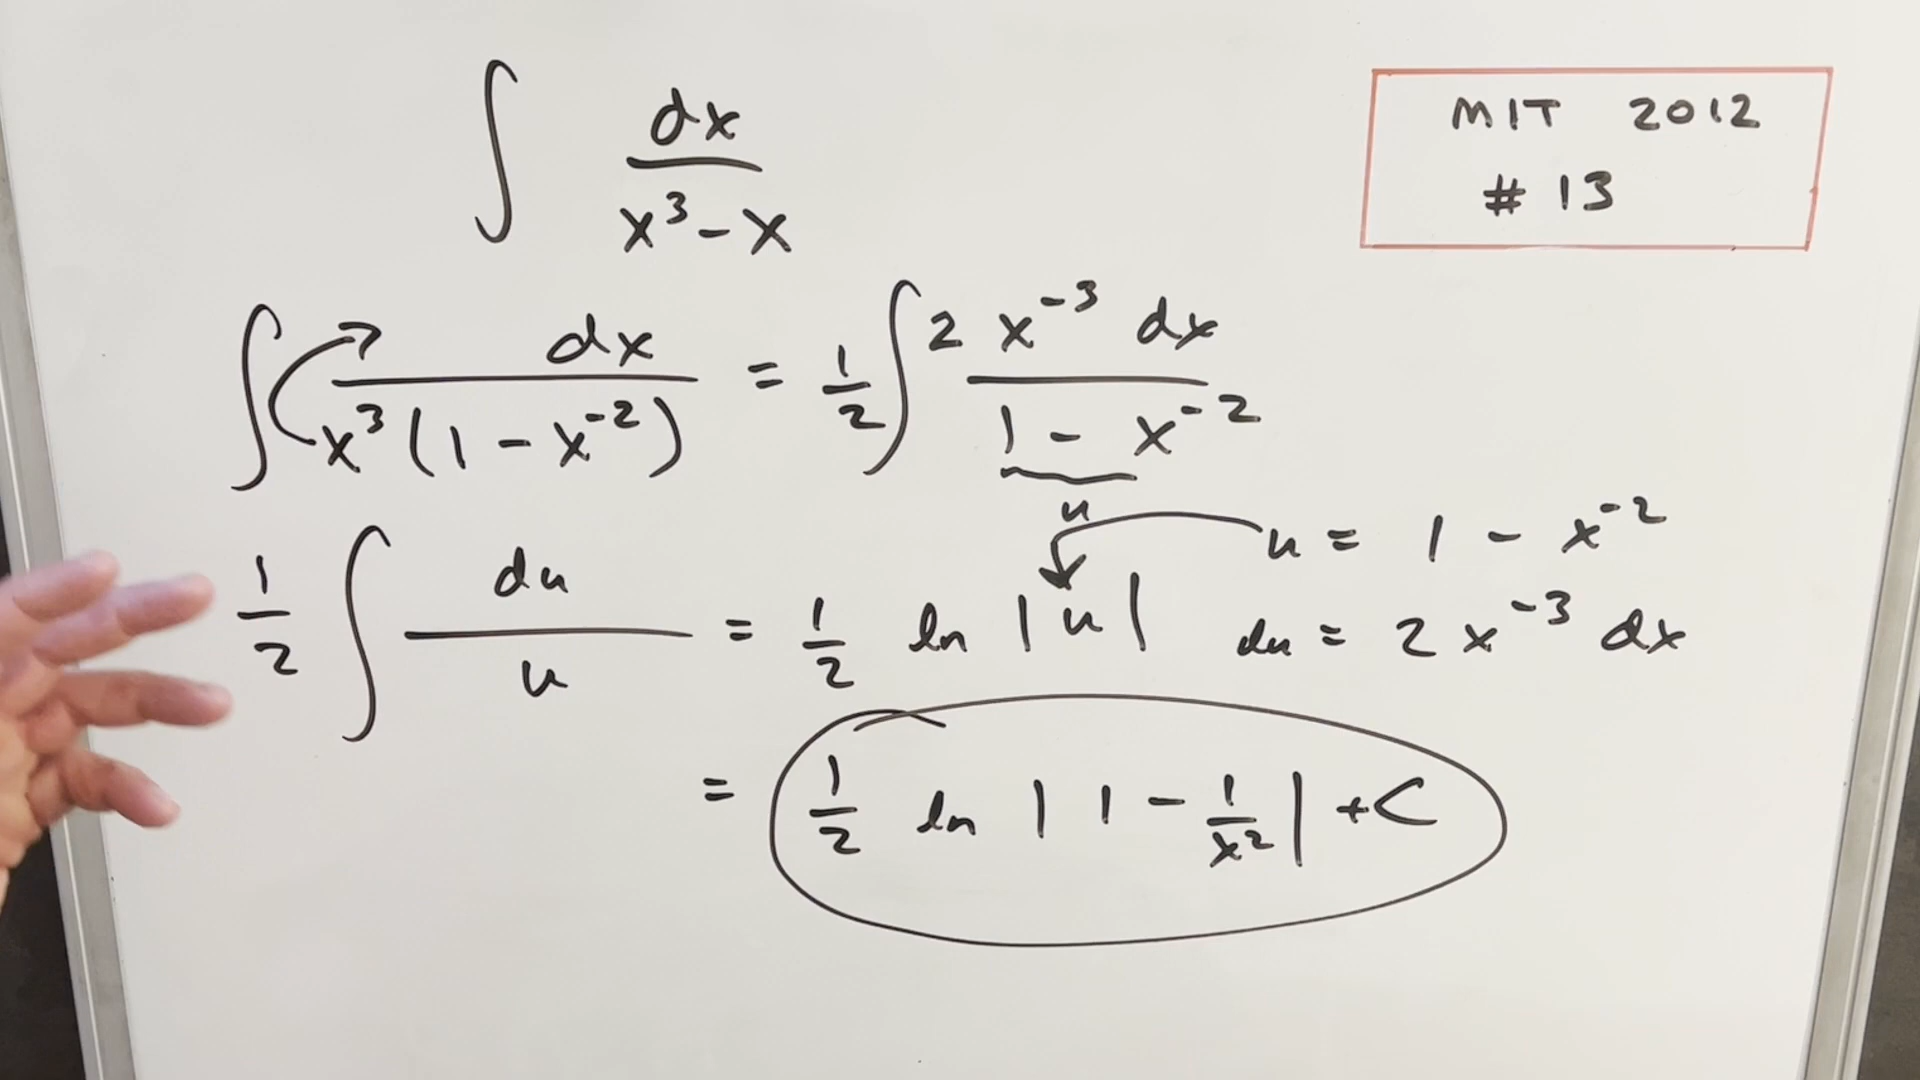 ∫ dx / (x³ - x)
MIT 2012
# 13
∫ dx / (x³(1 - x⁻²)) = 1/2 ∫ 2x⁻³ dx / (1 - x⁻²)
u
u = 1 - x⁻²
1/2 ∫ du / u = 1/2 ln |u|
du = 2x⁻³ dx
= 1/2 ln |1 - 1/x²| + C